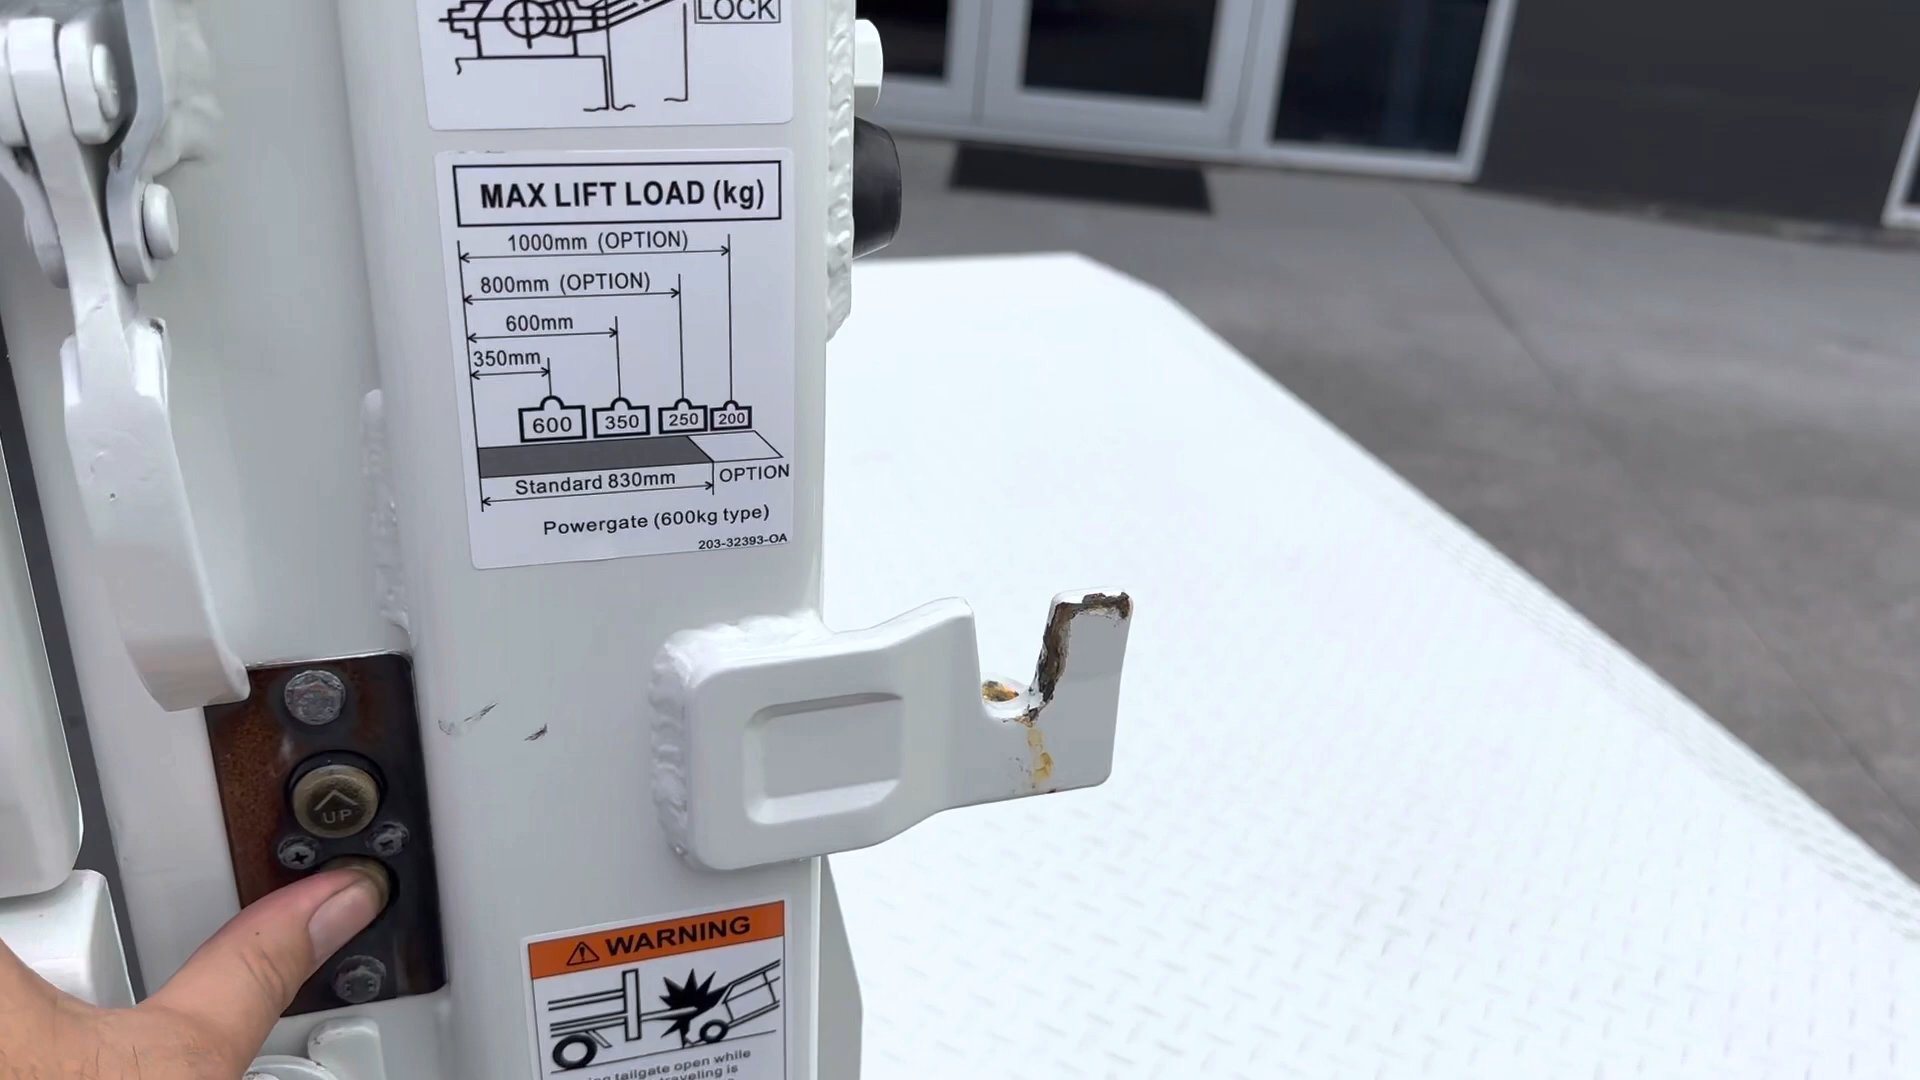 LOCK
MAX LIFT LOAD (kg)
1000mm (OPTION)
800mm (OPTION)
600mm
350mm
600 350 250 200
Standard 830mm
OPTION
Powergate (600kg type)
203-32393-OA
UP
WARNING
tailgate open while
traveling is